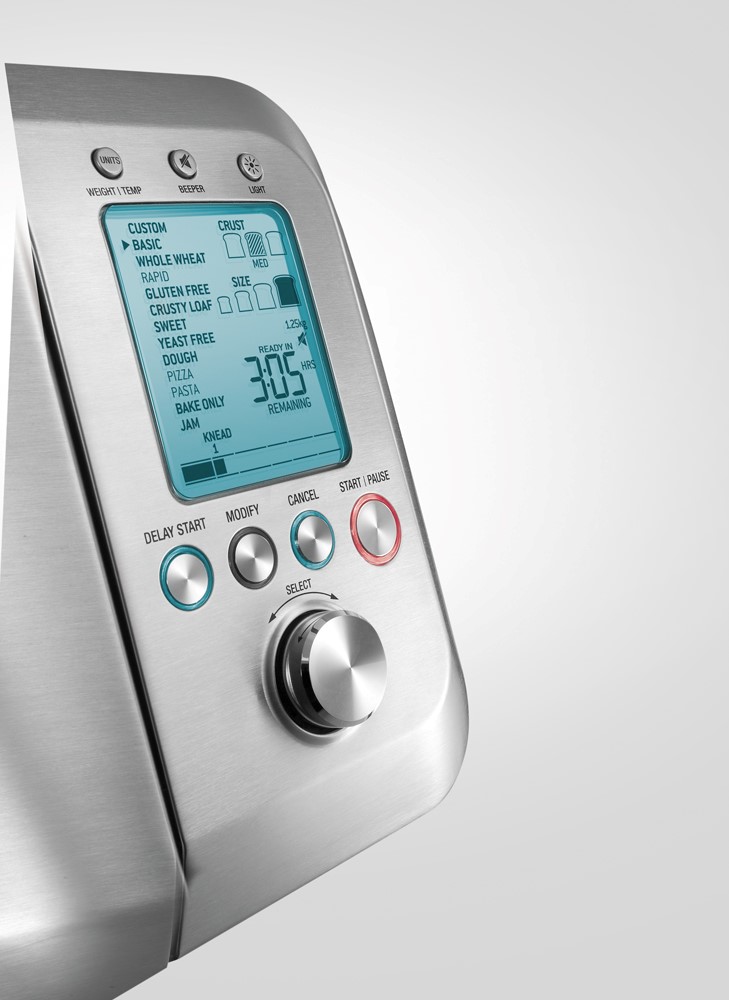 UNITS
WEIGHT | TEMP
BEEPER
LIGHT
CUSTOM
BASIC
WHOLE WHEAT
RAPID
GLUTEN FREE
CRUSTY LOAF
SWEET
YEAST FREE
DOUGH
PIZZA
PASTA
BAKE ONLY
JAM
CRUST
MED
SIZE
1.25kg
READY IN
3:05 HRS
REMAINING
KNEAD
1
DELAY START
MODIFY
CANCEL
START | PAUSE
SELECT